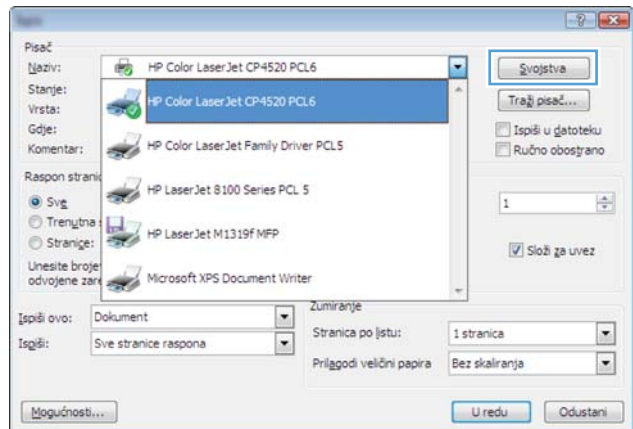 Pisač
Naziv: HP Color LaserJet CP4520 PCL6 Svojstva
Stanje: HP Color LaserJet CP4520 PCL6
Vrsta: Traži pisač...
Gdje: Ispiši u datoteku
Komentar: HP Color LaserJet Family Driver PCL5 Ručno obostrano
Raspon
HP LaserJet 8100 Series PCL 5
Sve 1
Trenutna
HP LaserJet M1319f MFP
Stranice: Složi za uvez
Unesite
odvojene Microsoft XPS Document Writer
Zumiranje
Ispiši ovo: Dokument Stranica po listu: 1 stranica
Ispiši: Sve stranice raspona Prilagodi veličini papira Bez skaliranja
Mogućnosti... U redu Odustani